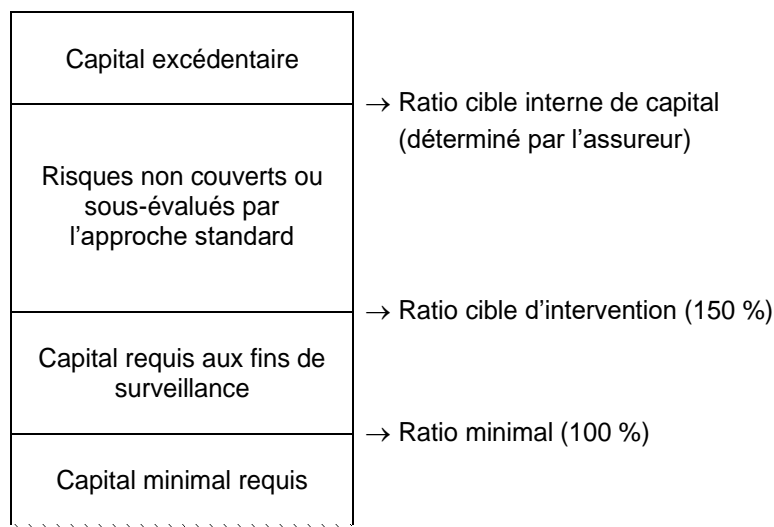 Capital excédentaire
→ Ratio cible interne de capital
(déterminé par l’assureur)
Risques non couverts ou
sous-évalués par
l’approche standard
→ Ratio cible d’intervention (150 %)
Capital requis aux fins de
surveillance
→ Ratio minimal (100 %)
Capital minimal requis